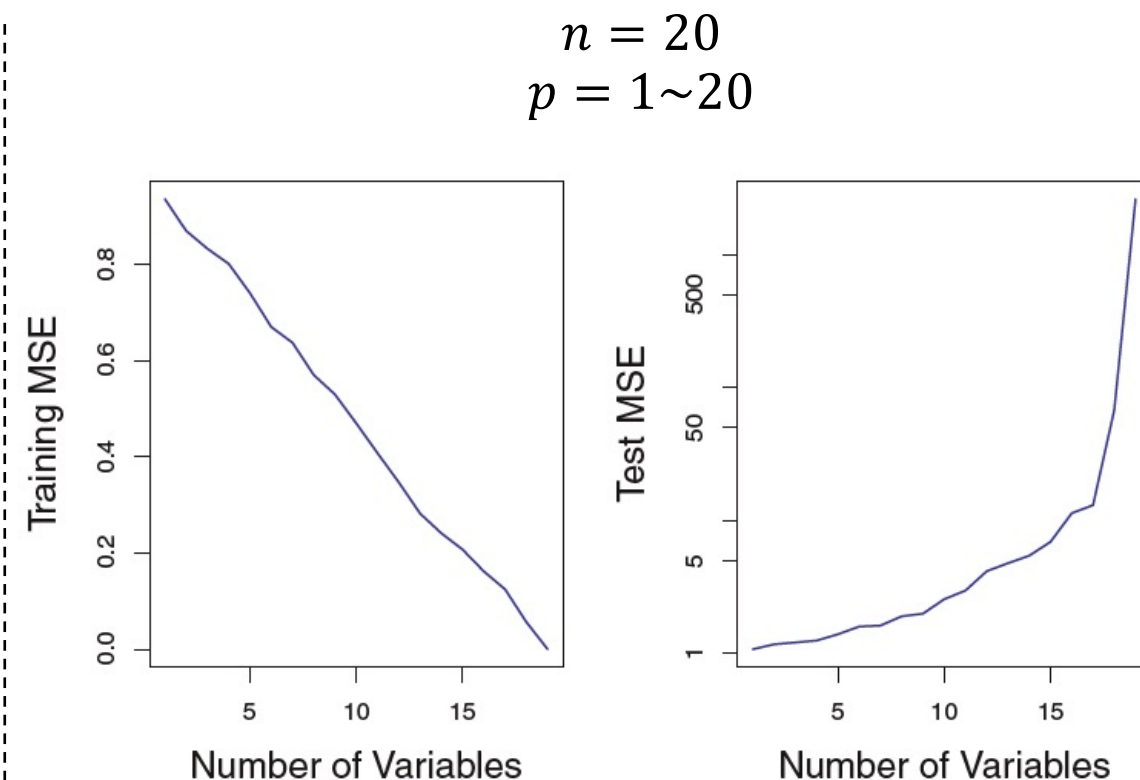 n = 20
p = 1~20
Training MSE
0.8
0.6
0.4
0.2
0.0
5 10 15
Number of Variables
Test MSE
500
50
5
1
5 10 15
Number of Variables